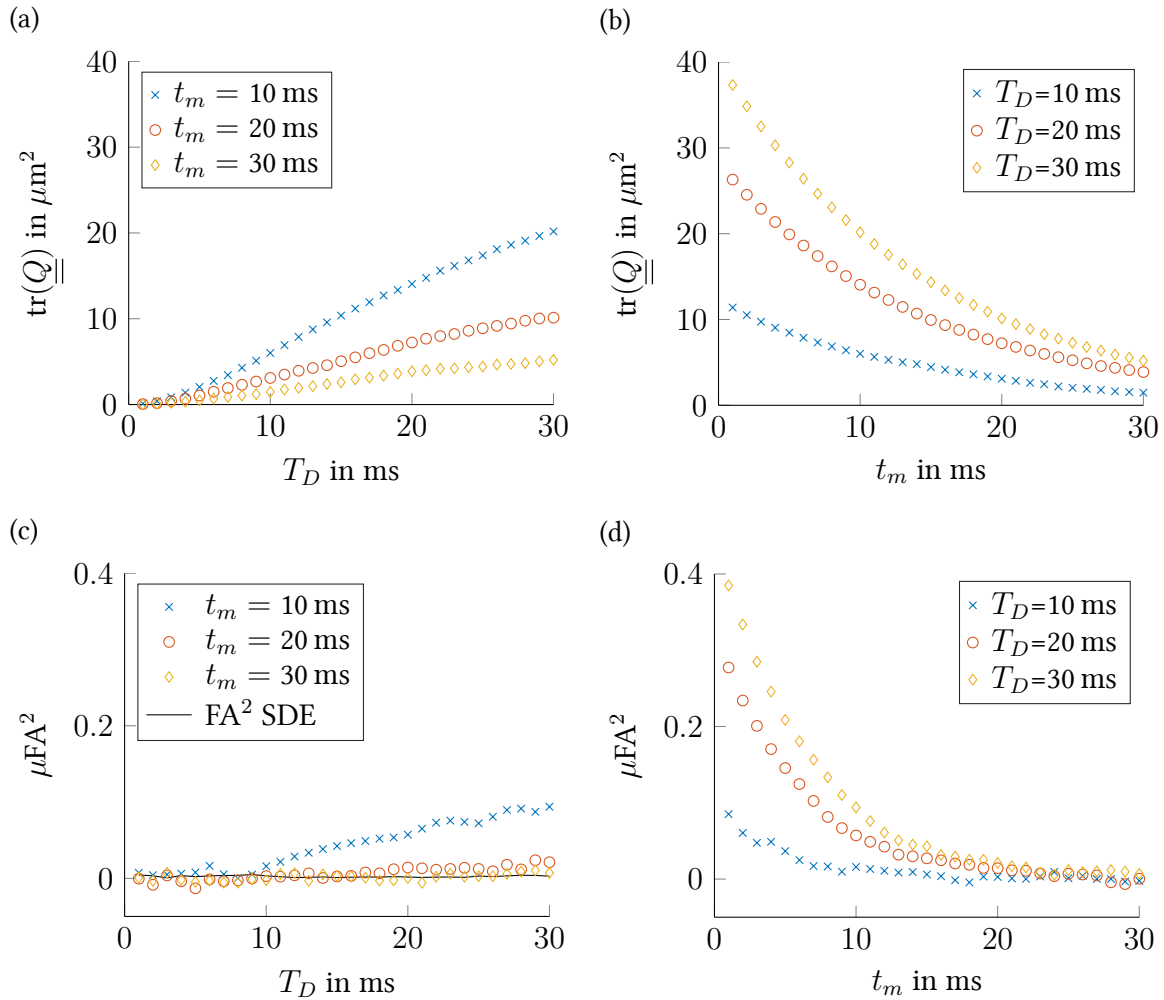 (a)
40
30
20
10
0
0 10 20 30
tr(Q) in μm²
T_D in ms
t_m = 10 ms
t_m = 20 ms
t_m = 30 ms
(b)
40
30
20
10
0
0 10 20 30
tr(Q) in μm²
t_m in ms
T_D=10 ms
T_D=20 ms
T_D=30 ms
(c)
0.4
0.2
0
0 10 20 30
μFA²
T_D in ms
t_m = 10 ms
t_m = 20 ms
t_m = 30 ms
FA² SDE
(d)
0.4
0.2
0
0 10 20 30
μFA²
t_m in ms
T_D=10 ms
T_D=20 ms
T_D=30 ms